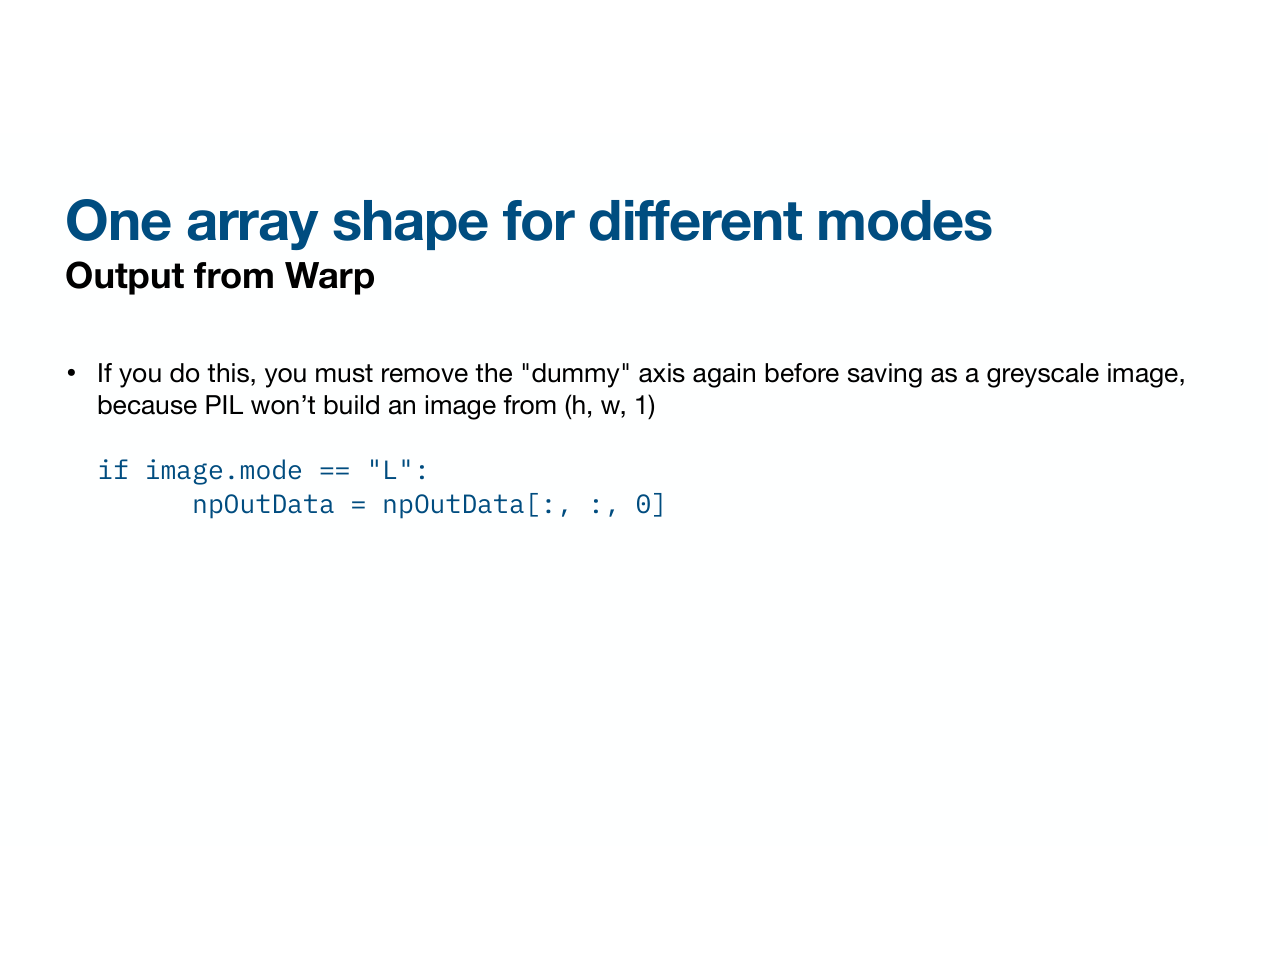 One array shape for different modes
Output from Warp
• If you do this, you must remove the "dummy" axis again before saving as a greyscale image,
because PIL won’t build an image from (h, w, 1)
if image.mode == "L":
      npOutData = npOutData[:, :, 0]